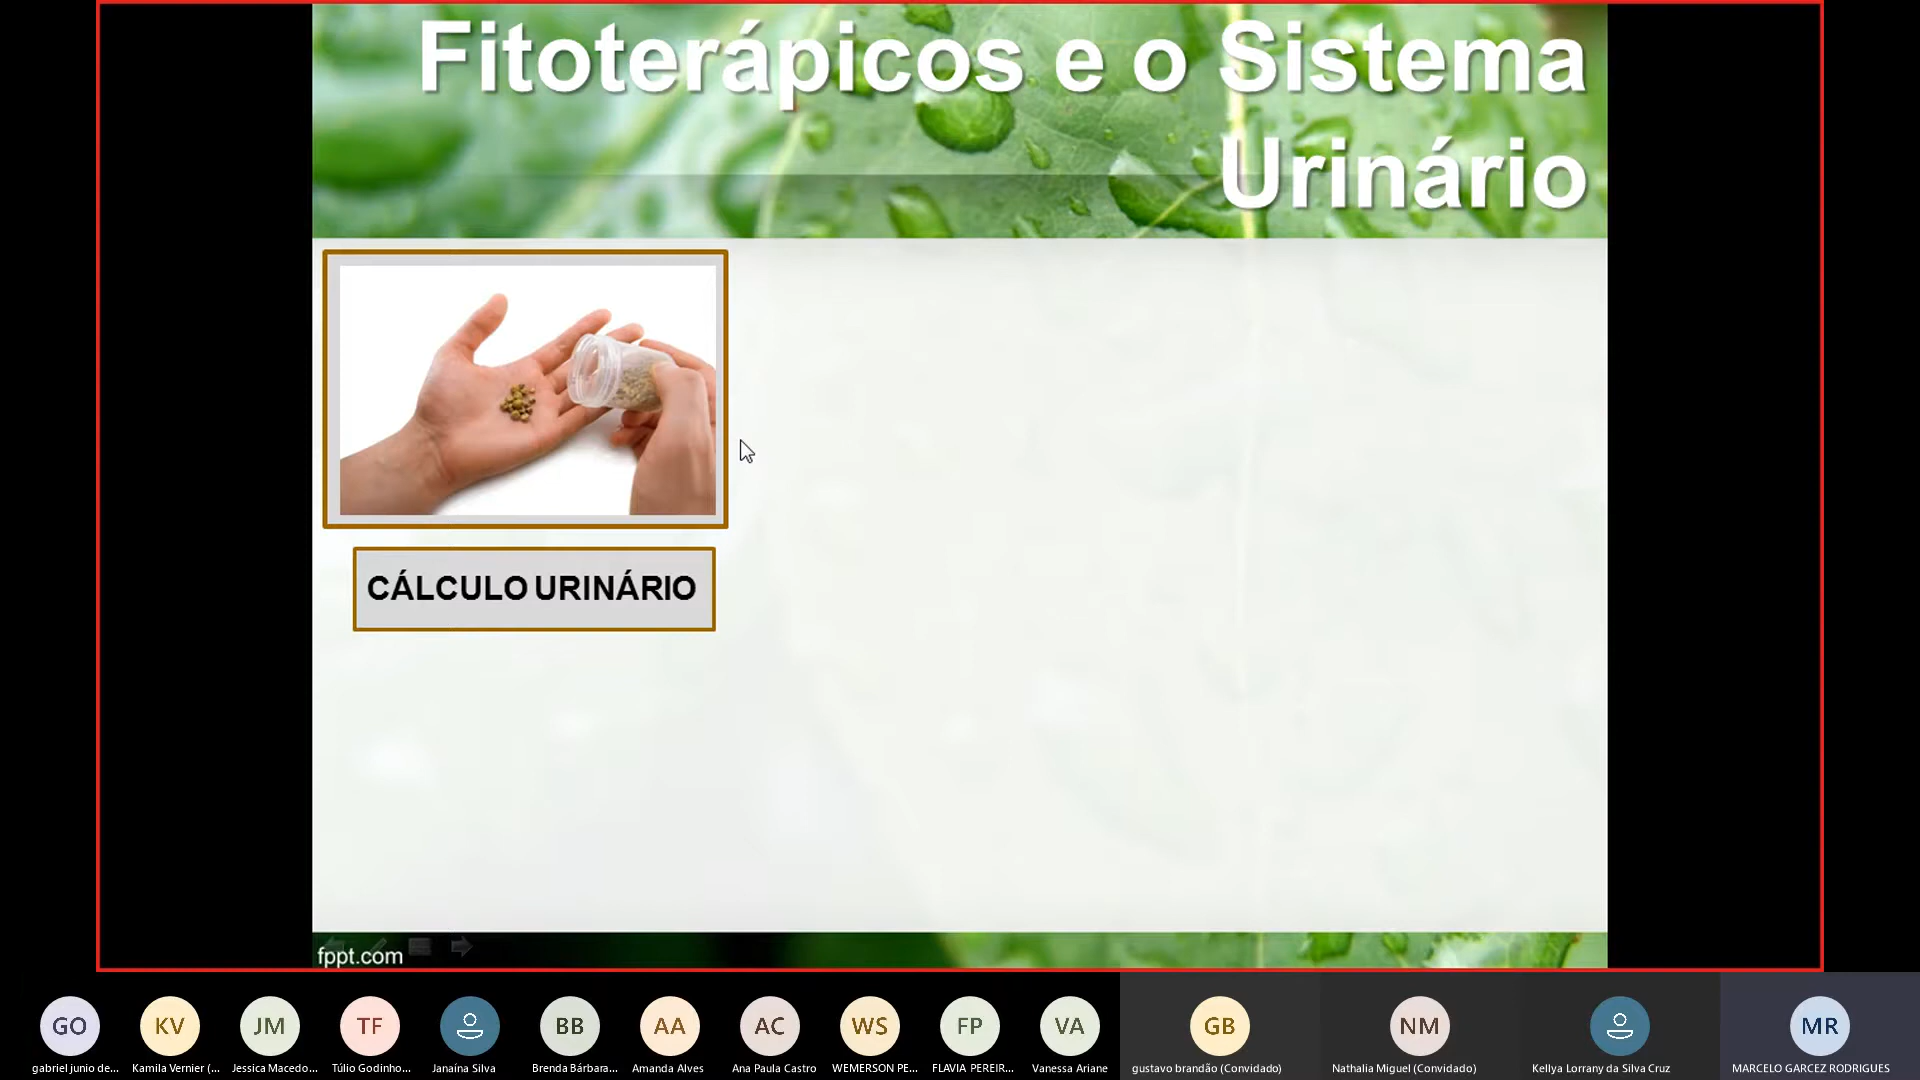 Fitoterápicos e o Sistema
Urinário
CÁLCULO URINÁRIO
fppt.com
GO
KV
JM
TF
BB
AA
AC
WS
FP
VA
GB
NM
MR
gabriel junio de...
Kamila Vernier (...
Jessica Macedo...
Túlio Godinho...
Janaína Silva
Brenda Bárbara...
Amanda Alves
Ana Paula Castro
WEMERSON PE...
FLAVIA PEREIR...
Vanessa Ariane
gustavo brandão (Convidado)
Nathalia Miguel (Convidado)
Kellya Lorrany da Silva Cruz
MARCELO GARCEZ RODRIGUES